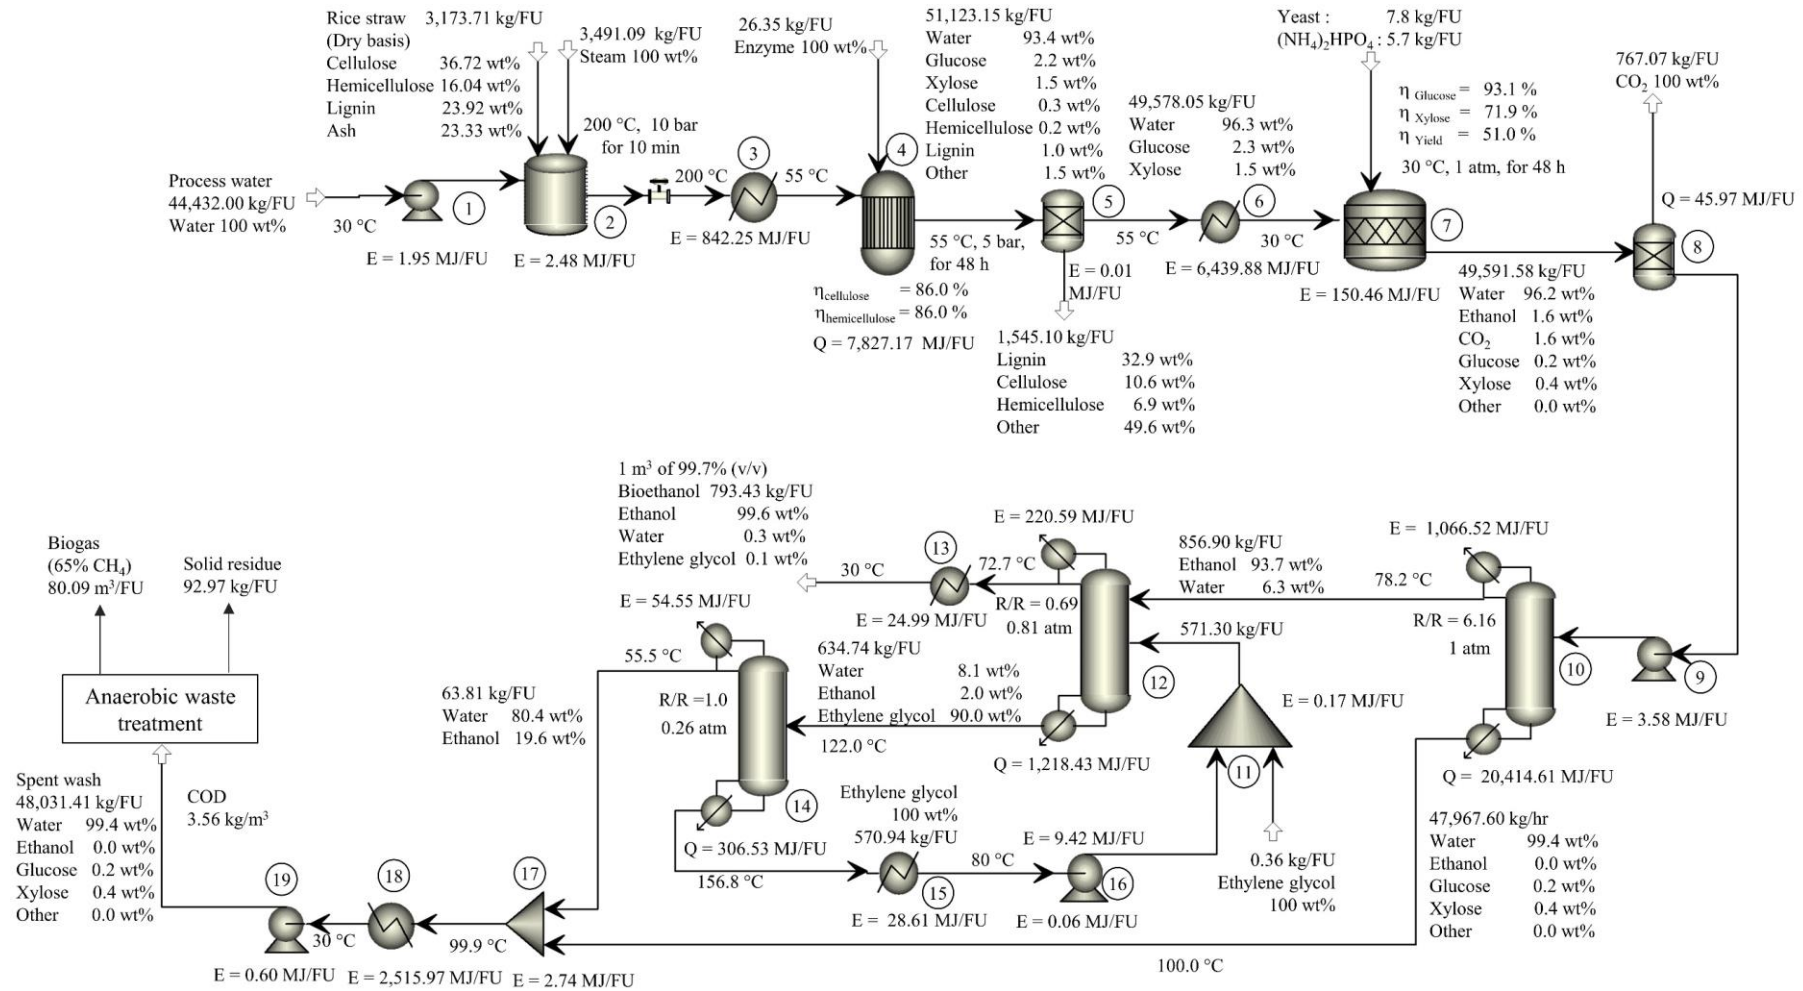 Rice straw 3,173.71 kg/FU
(Dry basis)
Cellulose 36.72 wt%
Hemicellulose 16.04 wt%
Lignin 23.92 wt%
Ash 23.33 wt%
3,491.09 kg/FU
Steam 100 wt%
200 °C, 10 bar
for 10 min
Process water
44,432.00 kg/FU
Water 100 wt%
30 °C
1
E = 1.95 MJ/FU
2
E = 2.48 MJ/FU
200 °C
3
55 °C
E = 842.25 MJ/FU
26.35 kg/FU
Enzyme 100 wt%
4
η cellulose = 86.0 %
η hemicellulose = 86.0 %
Q = 7,827.17 MJ/FU
55 °C, 5 bar,
for 48 h
51,123.15 kg/FU
Water 93.4 wt%
Glucose 2.2 wt%
Xylose 1.5 wt%
Cellulose 0.3 wt%
Hemicellulose 0.2 wt%
Lignin 1.0 wt%
Other 1.5 wt%
5
E = 0.01
MJ/FU
1,545.10 kg/FU
Lignin 32.9 wt%
Cellulose 10.6 wt%
Hemicellulose 6.9 wt%
Other 49.6 wt%
49,578.05 kg/FU
Water 96.3 wt%
Glucose 2.3 wt%
Xylose 1.5 wt%
55 °C
6
30 °C
E = 6,439.88 MJ/FU
Yeast : 7.8 kg/FU
(NH4)2HPO4 : 5.7 kg/FU
η Glucose = 93.1 %
η Xylose = 71.9 %
η Yield = 51.0 %
30 °C, 1 atm, for 48 h
7
E = 150.46 MJ/FU
49,591.58 kg/FU
Water 96.2 wt%
Ethanol 1.6 wt%
CO2 1.6 wt%
Glucose 0.2 wt%
Xylose 0.4 wt%
Other 0.0 wt%
767.07 kg/FU
CO2 100 wt%
Q = 45.97 MJ/FU
8
9
E = 3.58 MJ/FU
E = 1,066.52 MJ/FU
78.2 °C
R/R = 6.16
1 atm
10
Q = 20,414.61 MJ/FU
47,967.60 kg/hr
Water 99.4 wt%
Ethanol 0.0 wt%
Glucose 0.2 wt%
Xylose 0.4 wt%
Other 0.0 wt%
100.0 °C
856.90 kg/FU
Ethanol 93.7 wt%
Water 6.3 wt%
571.30 kg/FU
E = 0.17 MJ/FU
11
0.36 kg/FU
Ethylene glycol
100 wt%
E = 220.59 MJ/FU
72.7 °C
R/R = 0.69
0.81 atm
12
Q = 1,218.43 MJ/FU
13
30 °C
E = 24.99 MJ/FU
1 m3 of 99.7% (v/v)
Bioethanol 793.43 kg/FU
Ethanol 99.6 wt%
Water 0.3 wt%
Ethylene glycol 0.1 wt%
634.74 kg/FU
Water 8.1 wt%
Ethanol 2.0 wt%
Ethylene glycol 90.0 wt%
122.0 °C
E = 54.55 MJ/FU
55.5 °C
R/R =1.0
0.26 atm
14
Q = 306.53 MJ/FU
156.8 °C
Ethylene glycol
100 wt%
570.94 kg/FU
15
E = 28.61 MJ/FU
80 °C
E = 9.42 MJ/FU
16
E = 0.06 MJ/FU
63.81 kg/FU
Water 80.4 wt%
Ethanol 19.6 wt%
17
E = 2.74 MJ/FU
99.9 °C
18
E = 2,515.97 MJ/FU
30 °C
19
E = 0.60 MJ/FU
Spent wash
48,031.41 kg/FU
Water 99.4 wt%
Ethanol 0.0 wt%
Glucose 0.2 wt%
Xylose 0.4 wt%
Other 0.0 wt%
COD
3.56 kg/m3
Anaerobic waste
treatment
Biogas
(65% CH4)
80.09 m3/FU
Solid residue
92.97 kg/FU